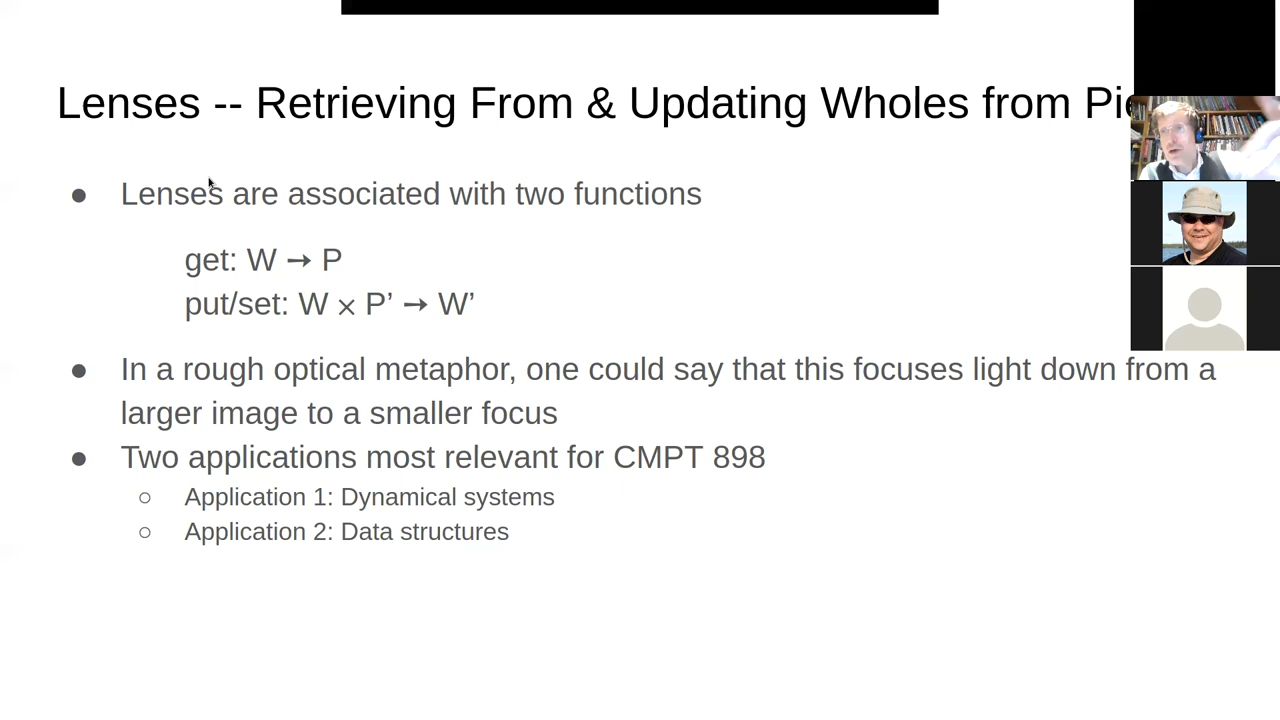 Lenses -- Retrieving From & Updating Wholes from
● Lenses are associated with two functions
get: W → P
put/set: W × P’ → W’
● In a rough optical metaphor, one could say that this focuses light down from a
larger image to a smaller focus
● Two applications most relevant for CMPT 898
○ Application 1: Dynamical systems
○ Application 2: Data structures